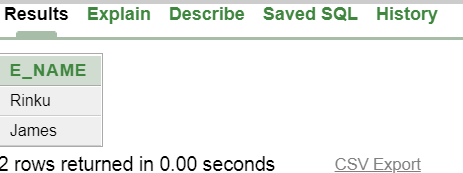 Results Explain Describe Saved SQL History
E_NAME
Rinku
James
2 rows returned in 0.00 seconds CSV Export